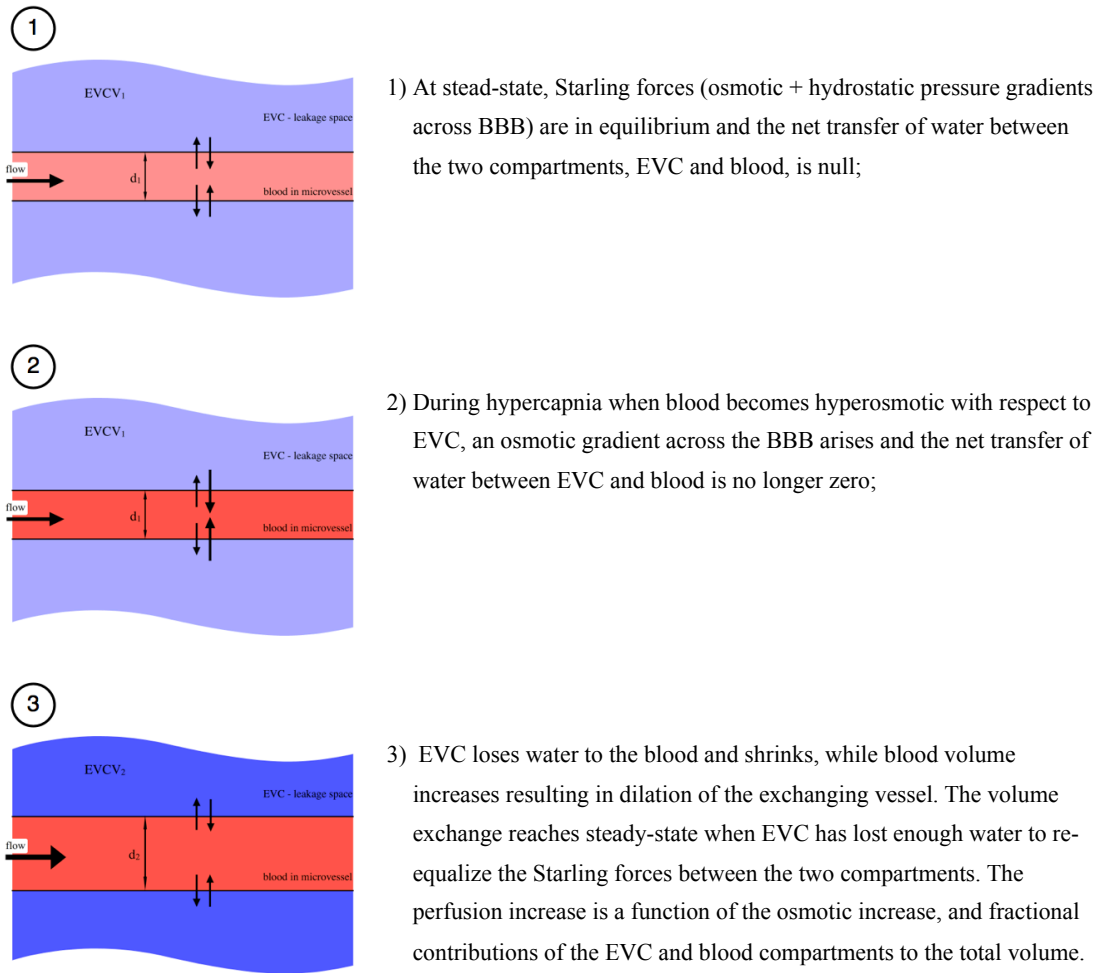 1
EVCV₁
EVC - leakage space
flow
d₁
blood in microvessel
1) At stead-state, Starling forces (osmotic + hydrostatic pressure gradients
across BBB) are in equilibrium and the net transfer of water between
the two compartments, EVC and blood, is null;
2
EVCV₁
EVC - leakage space
flow
d₁
blood in microvessel
2) During hypercapnia when blood becomes hyperosmotic with respect to
EVC, an osmotic gradient across the BBB arises and the net transfer of
water between EVC and blood is no longer zero;
3
EVCV₂
EVC - leakage space
flow
d₂
blood in microvessel
3) EVC loses water to the blood and shrinks, while blood volume
increases resulting in dilation of the exchanging vessel. The volume
exchange reaches steady-state when EVC has lost enough water to re-
equalize the Starling forces between the two compartments. The
perfusion increase is a function of the osmotic increase, and fractional
contributions of the EVC and blood compartments to the total volume.